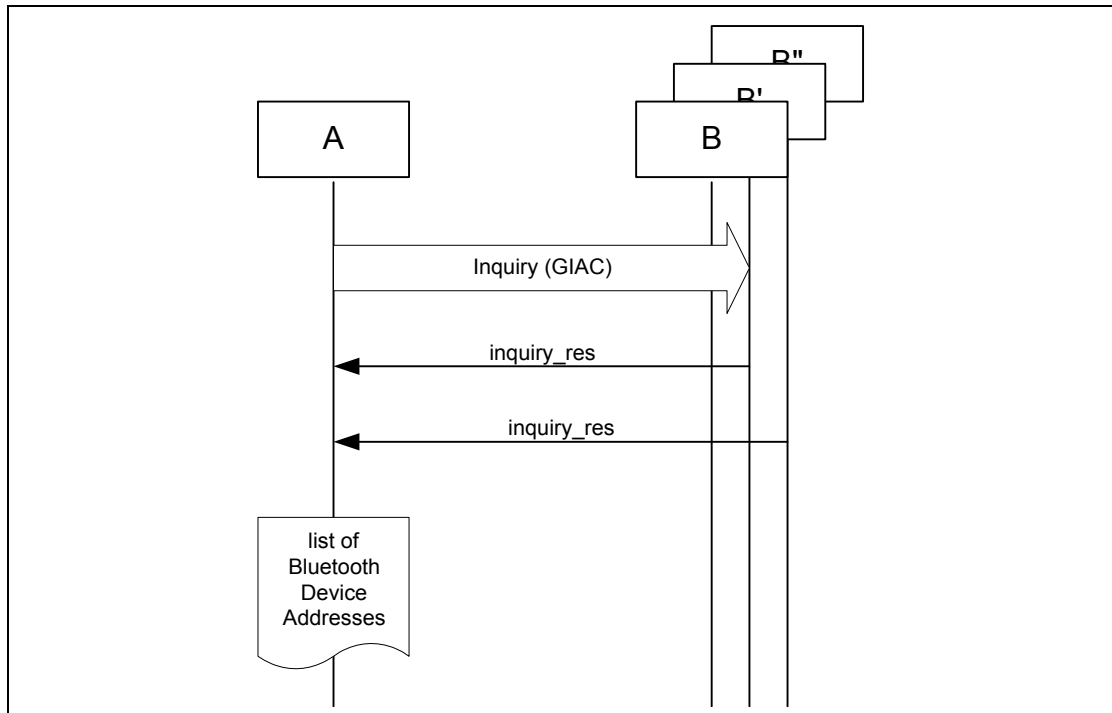 B"
B'
A
B
Inquiry (GIAC)
inquiry_res
inquiry_res
list of
Bluetooth
Device
Addresses